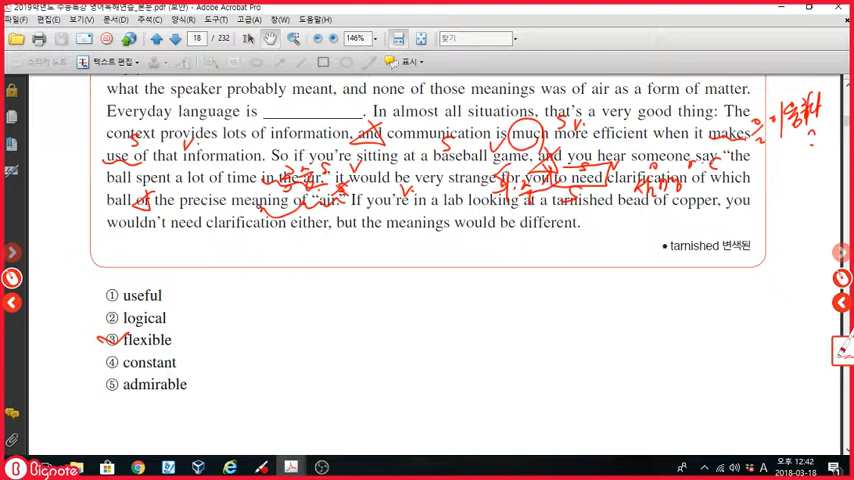 2019학년도 수능특강 영어독해연습_본문.pdf (보안) - Adobe Acrobat Pro
파일(F) 편집(E) 보기(V) 문서(D) 주석(C) 양식(R) 도구(T) 고급(A) 창(W) 도움말(H)
18 / 232 146% 찾기
스티커 노트 텍스트 편집 표시
what the speaker probably meant, and none of those meanings was of air as a form of matter.
Everyday language is ____________. In almost all situations, that's a very good thing: The
context provides lots of information, and communication is much more efficient when it makes
use of that information. So if you're sitting at a baseball game, and you hear someone say "the
ball spent a lot of time in the air," it would be very strange for you to need clarification of which
ball or the precise meaning of "air." If you're in a lab looking at a tarnished bead of copper, you
wouldn't need clarification either, but the meanings would be different.
• tarnished 변색된
① useful
② logical
③ flexible
④ constant
⑤ admirable
Bignote
A 오후 12:42
2018-03-18